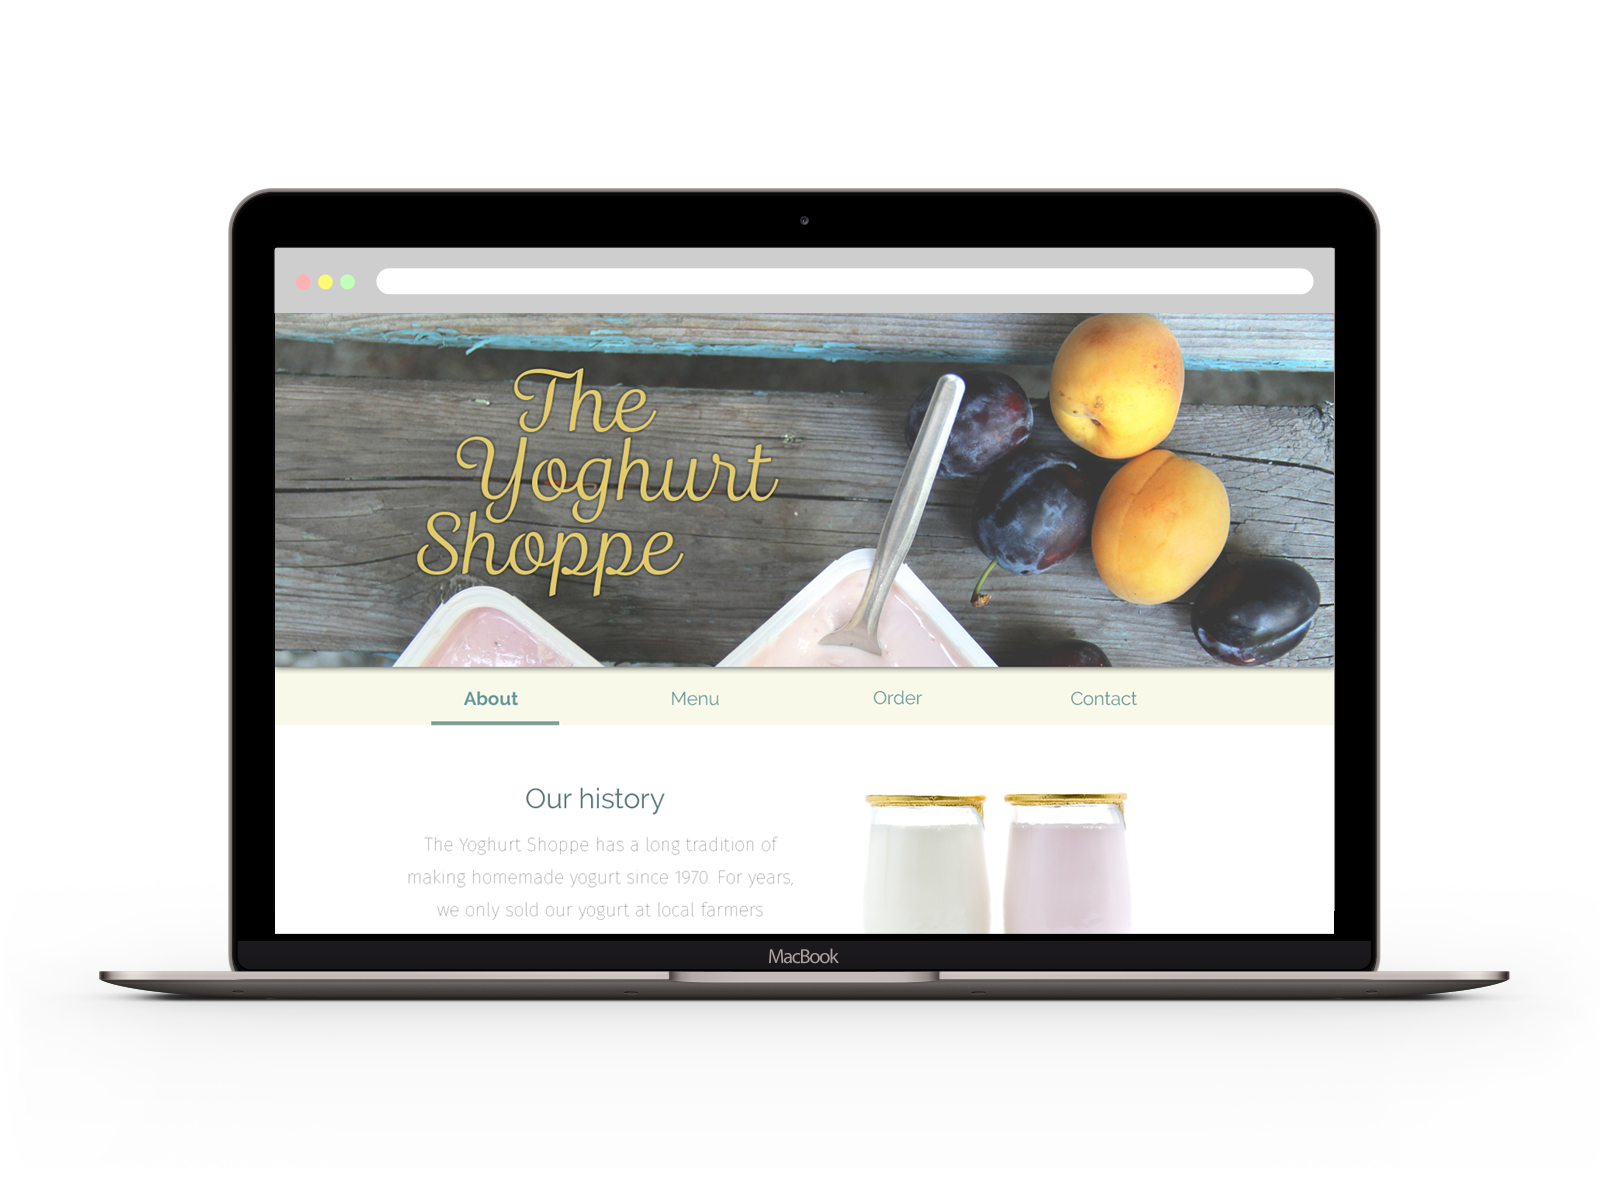 The
Yoghurt
Shoppe
About Menu Order Contact
Our history
The Yoghurt Shoppe has a long tradition of
making homemade yogurt since 1970. For years,
we only sold our yogurt at local farmers
MacBook